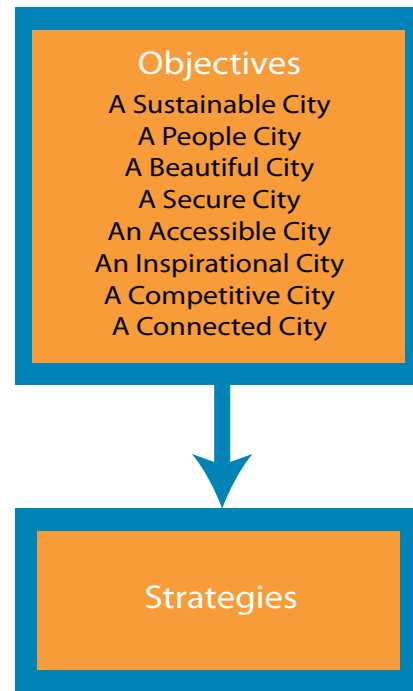 Objectives
A Sustainable City
A People City
A Beautiful City
A Secure City
An Accessible City
An Inspirational City
A Competitive City
A Connected City
Strategies